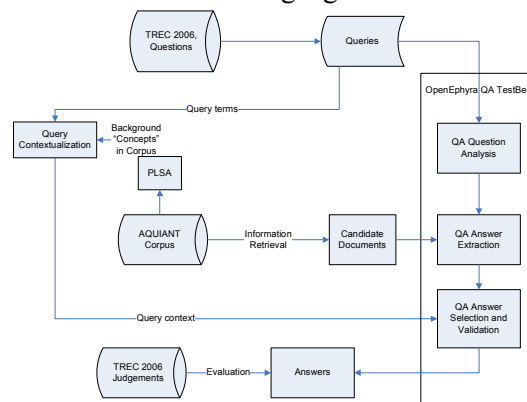 TREC 2006,
Questions
Queries
OpenEphyra QA TestBe
Query terms
Query
Contextualization
Background
“Concepts”
in Corpus
QA Question
Analysis
PLSA
AQUIANT
Corpus
Information
Retrieval
Candidate
Documents
QA Answer
Extraction
QA Answer
Selection and
Validation
Query context
TREC 2006
Judgements
Evaluation
Answers